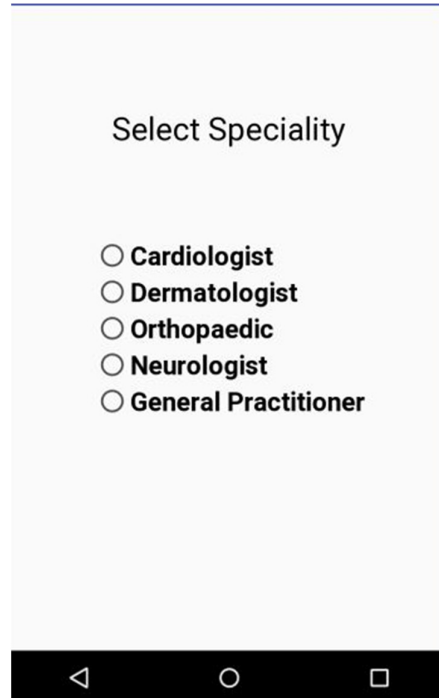 Select Speciality
Cardiologist
Dermatologist
Orthopaedic
Neurologist
General Practitioner